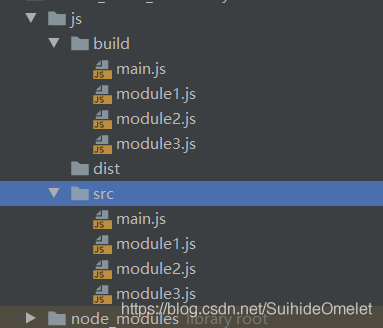 js
build
main.js
module1.js
module2.js
module3.js
dist
src
main.js
module1.js
module2.js
module3.js
https://blog.csdn.net/SuihideOmelet
node_modules library root